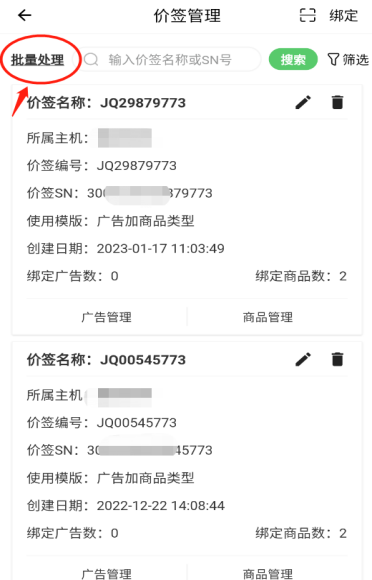 价签管理 绑定
批量处理 输入价签名称或SN号 搜索 筛选
价签名称：JQ29879773
所属主机：
价签编号：JQ29879773
价签SN：30 379773
使用模版：广告加商品类型
创建日期：2023-01-17 11:03:49
绑定广告数：0 绑定商品数：2
广告管理 商品管理
价签名称：JQ00545773
所属主机
价签编号：JQ00545773
价签SN：30 45773
使用模版：广告加商品类型
创建日期：2022-12-22 14:08:44
绑定广告数：0 绑定商品数：2
广告管理 商品管理